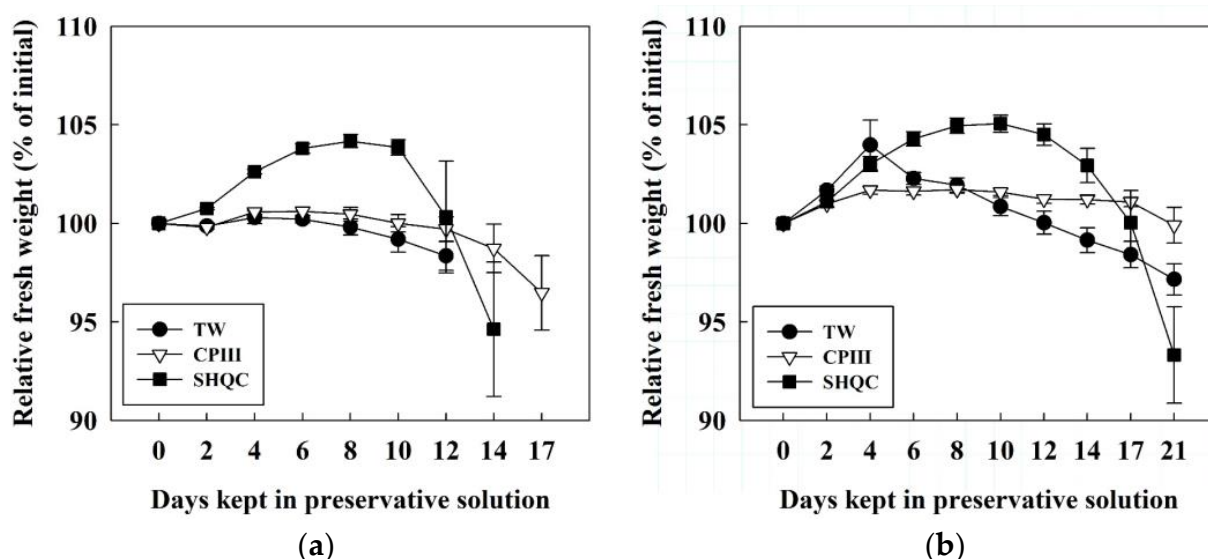 Relative fresh weight (% of initial)
110
105
100
95
90
TW
CPIII
SHQC
0 2 4 6 8 10 12 14 17
Days kept in preservative solution
(a)
Relative fresh weight (% of initial)
110
105
100
95
90
TW
CPIII
SHQC
0 2 4 6 8 10 12 14 17 21
Days kept in preservative solution
(b)